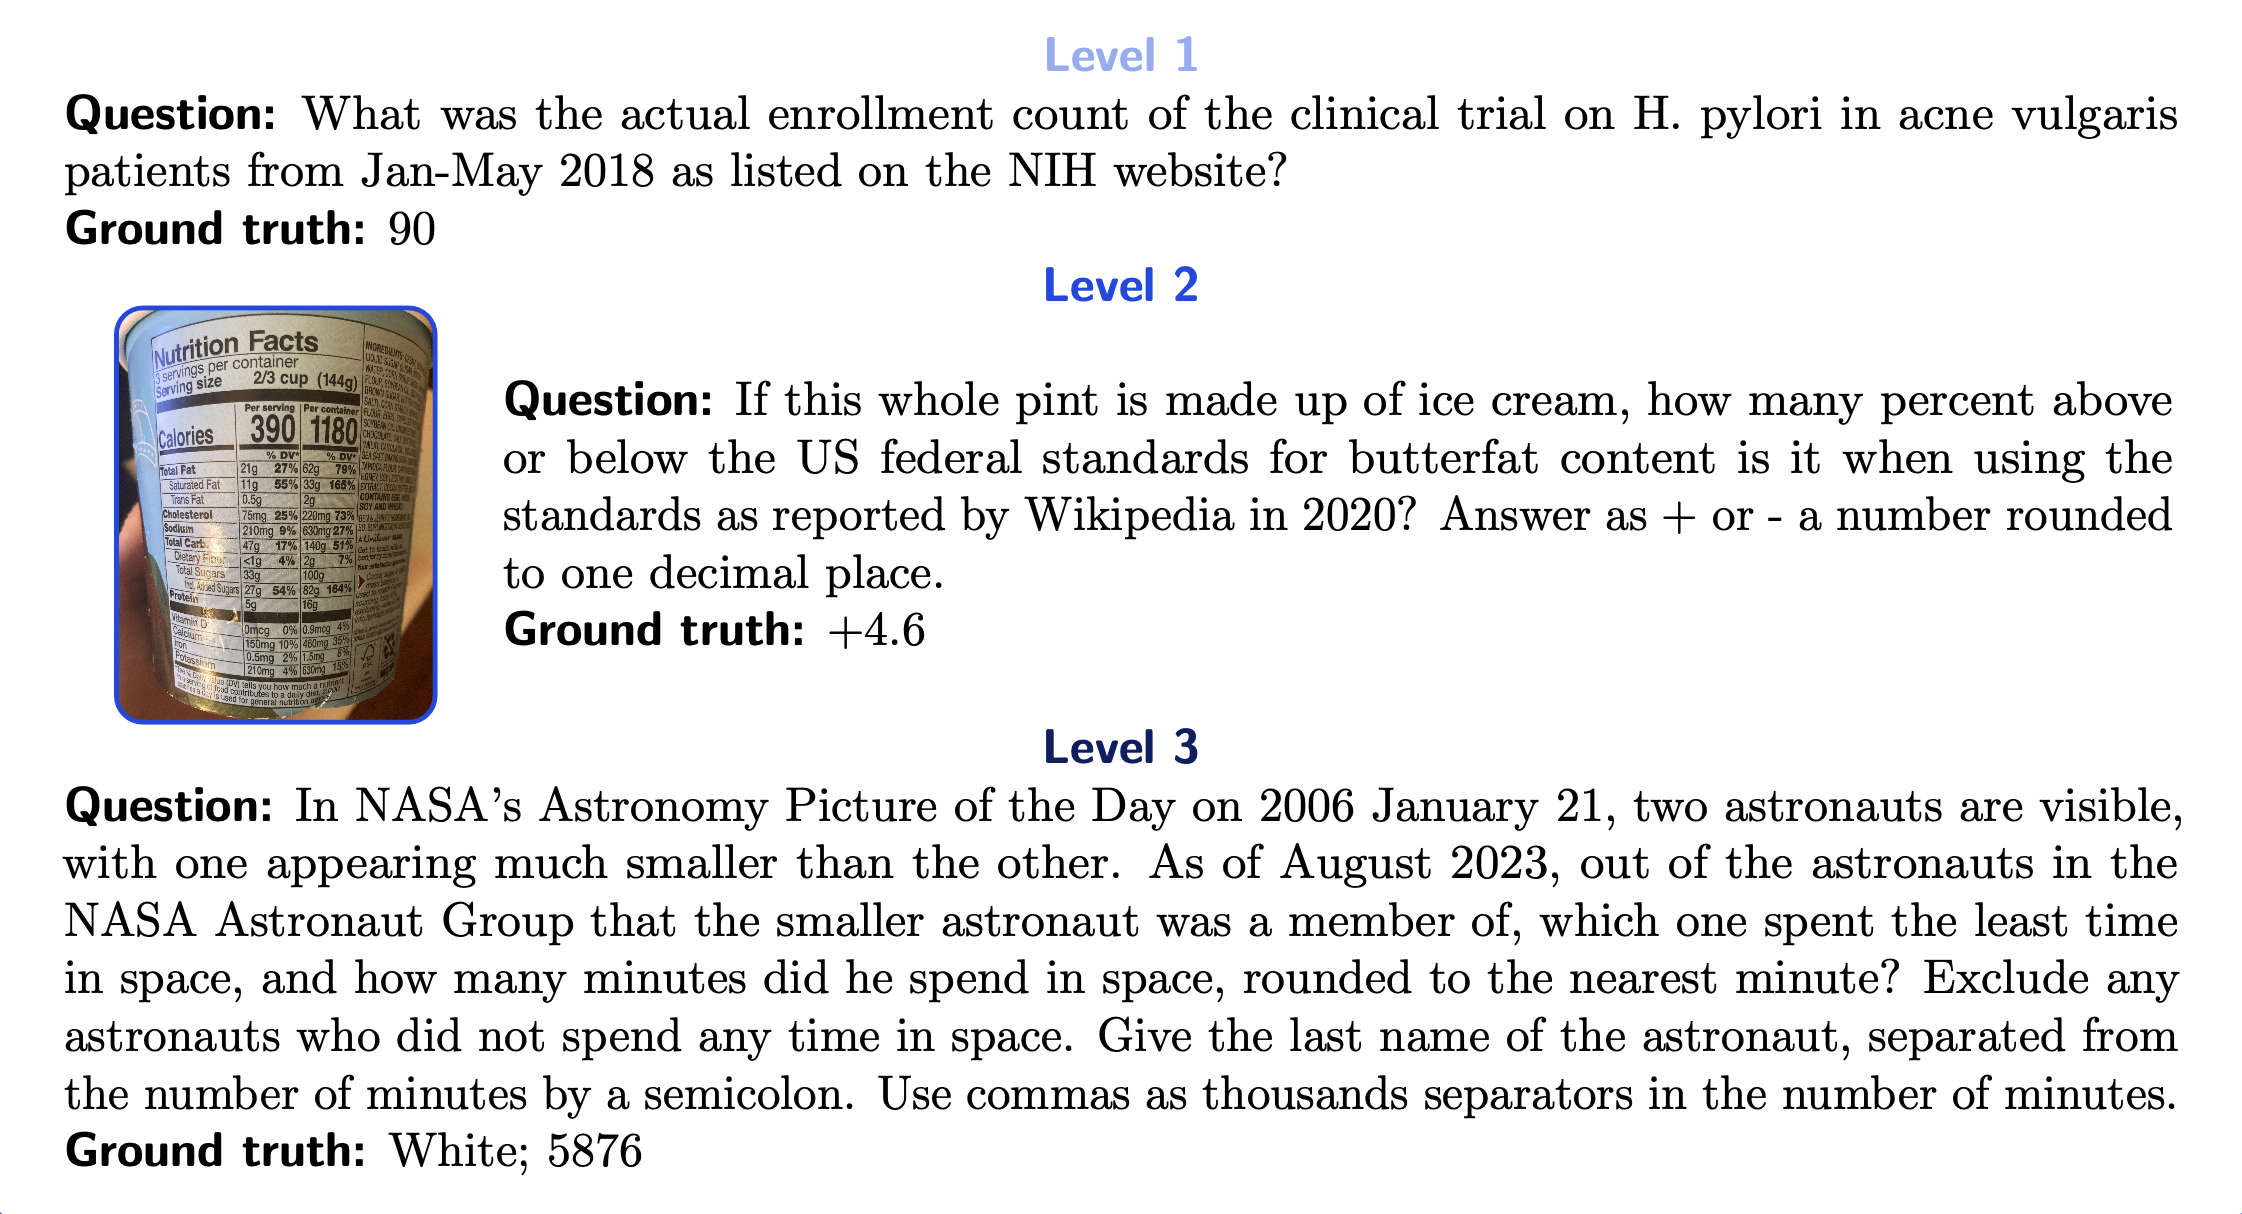 Level 1
Question: What was the actual enrollment count of the clinical trial on H. pylori in acne vulgaris
patients from Jan-May 2018 as listed on the NIH website?
Ground truth: 90
Level 2
Nutrition Facts
3 servings per container
Serving size 2/3 cup (144g)
Per serving Per container
Calories 390 1180
% DV* % DV*
Total Fat 21g 27% 62g 79%
Saturated Fat 11g 55% 33g 165%
Trans Fat 0.5g 2g
Cholesterol 75mg 25% 220mg 73%
Sodium 210mg 9% 630mg 27%
Total Carb. 47g 17% 140g 51%
Dietary Fiber <1g 4% 2g 7%
Total Sugars 33g 100g
Incl. Added Sugars 27g 54% 82g 164%
Protein 5g 16g
Vitamin D 0mcg 0% 0.9mcg 4%
Calcium 150mg 10% 460mg 35%
Iron 0.5mg 2% 1.5mg 8%
Potassium 210mg 4% 630mg 15%
Question: If this whole pint is made up of ice cream, how many percent above
or below the US federal standards for butterfat content is it when using the
standards as reported by Wikipedia in 2020? Answer as + or - a number rounded
to one decimal place.
Ground truth: +4.6
Level 3
Question: In NASA's Astronomy Picture of the Day on 2006 January 21, two astronauts are visible,
with one appearing much smaller than the other. As of August 2023, out of the astronauts in the
NASA Astronaut Group that the smaller astronaut was a member of, which one spent the least time
in space, and how many minutes did he spend in space, rounded to the nearest minute? Exclude any
astronauts who did not spend any time in space. Give the last name of the astronaut, separated from
the number of minutes by a semicolon. Use commas as thousands separators in the number of minutes.
Ground truth: White; 5876